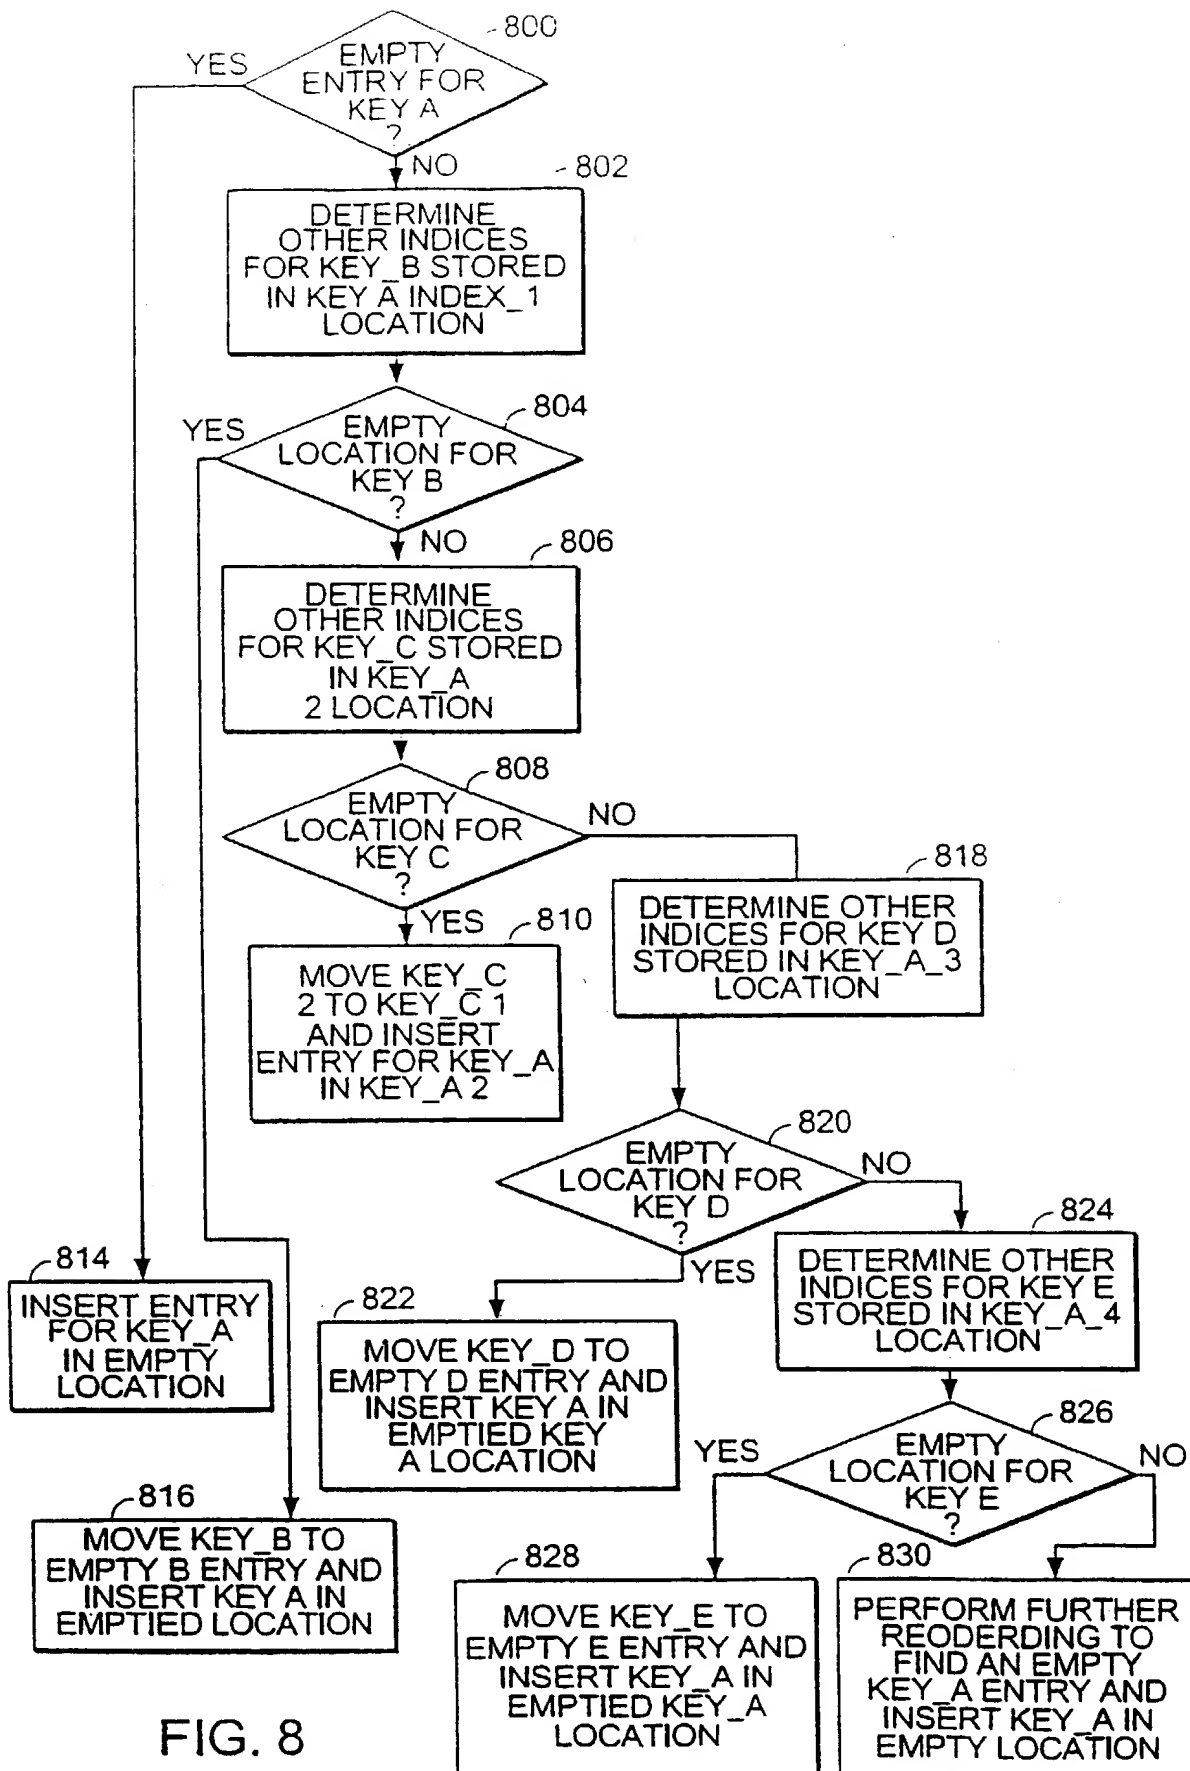 800
YES
EMPTY
ENTRY FOR
KEY A
?
NO
802
DETERMINE
OTHER INDICES
FOR KEY_B STORED
IN KEY A INDEX_1
LOCATION
804
YES
EMPTY
LOCATION FOR
KEY B
?
NO
806
DETERMINE
OTHER INDICES
FOR KEY_C STORED
IN KEY_A
2 LOCATION
808
EMPTY
LOCATION FOR
KEY C
?
NO
YES
810
MOVE KEY_C
2 TO KEY_C 1
AND INSERT
ENTRY FOR KEY_A
IN KEY_A 2
818
DETERMINE OTHER
INDICES FOR KEY D
STORED IN KEY_A_3
LOCATION
820
EMPTY
LOCATION FOR
KEY D
?
NO
YES
824
DETERMINE OTHER
INDICES FOR KEY E
STORED IN KEY_A_4
LOCATION
814
INSERT ENTRY
FOR KEY_A
IN EMPTY
LOCATION
822
MOVE KEY_D TO
EMPTY D ENTRY AND
INSERT KEY A IN
EMPTIED KEY
A LOCATION
826
YES
EMPTY
LOCATION FOR
KEY E
?
NO
816
MOVE KEY_B TO
EMPTY B ENTRY AND
INSERT KEY A IN
EMPTIED LOCATION
828
MOVE KEY_E TO
EMPTY E ENTRY AND
INSERT KEY_A IN
EMPTIED KEY_A
LOCATION
830
PERFORM FURTHER
REODERDING TO
FIND AN EMPTY
KEY_A ENTRY AND
INSERT KEY_A IN
EMPTY LOCATION
FIG. 8